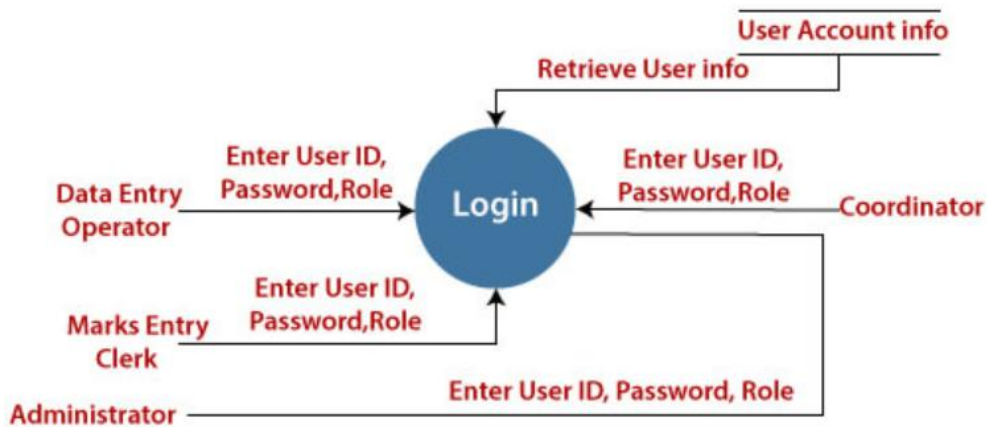 User Account info
Retrieve User info
Enter User ID,
Password,Role
Enter User ID,
Password,Role
Data Entry
Operator
Login
Coordinator
Enter User ID,
Password,Role
Marks Entry
Clerk
Enter User ID, Password, Role
Administrator